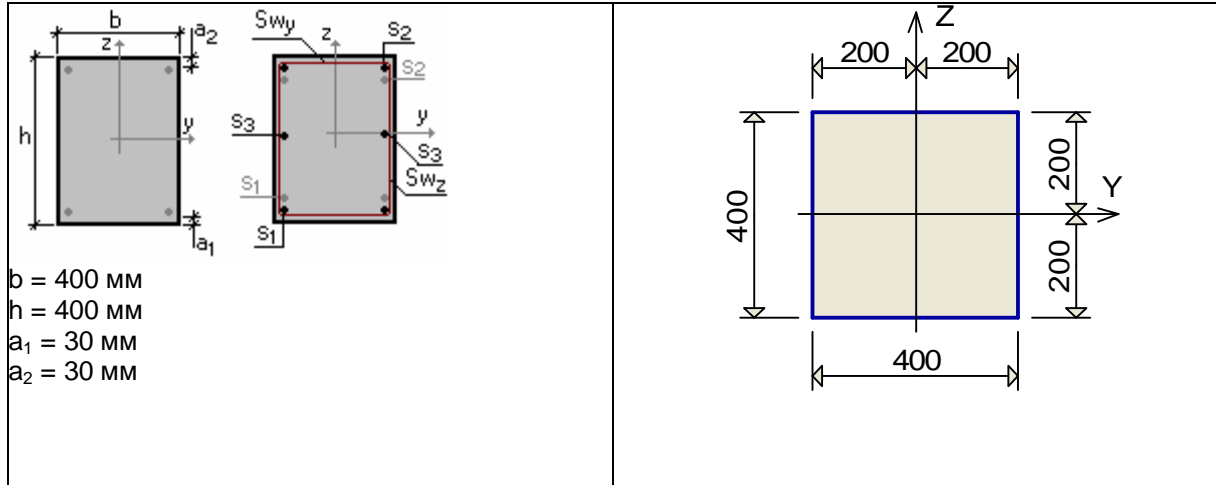 b
a₂
z
h
y
a₁
Swy
z
s₂
s₂
s₃
y
s₃
s₁
Swz
s₁
b = 400 мм
h = 400 мм
a₁ = 30 мм
a₂ = 30 мм
Z
200 200
400
200
Y
200
400